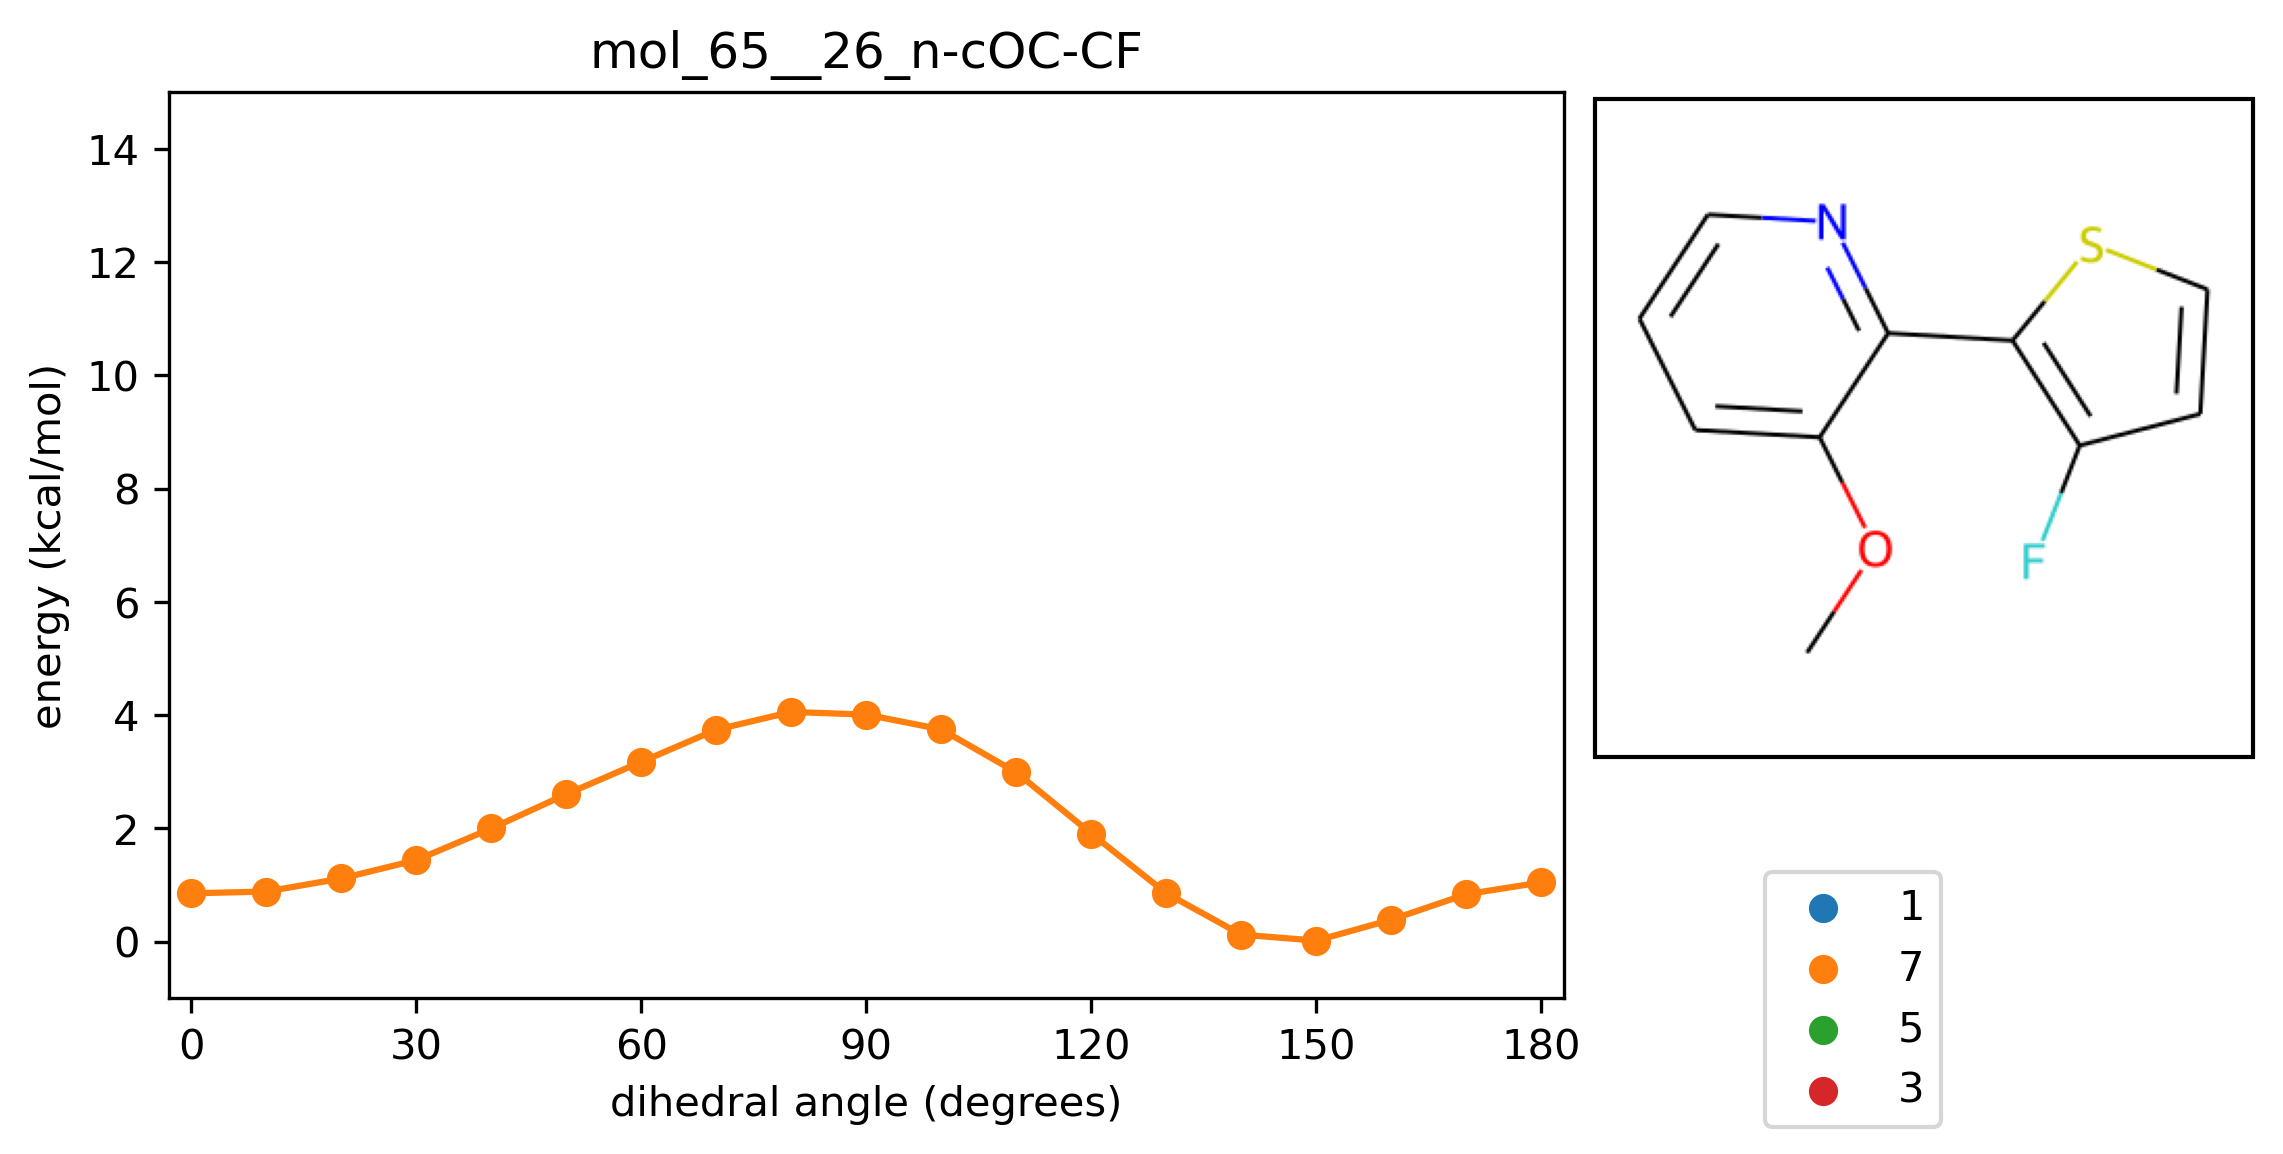 mol_65__26_n-cOC-CF
14
12
10
8
6
4
2
0
energy (kcal/mol)
0 30 60 90 120 150 180
dihedral angle (degrees)
N
S
O
F
1
7
5
3